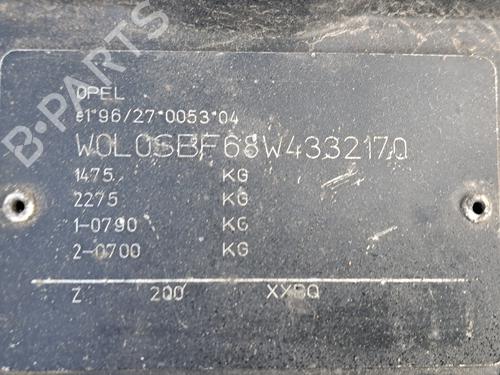 OPEL
e1*96/27*0053*04
W0L0SBF68W4332170
1475 KG
2275 KG
1-0790 KG
2-0700 KG
Z 200 XXBQ
B-PARTS